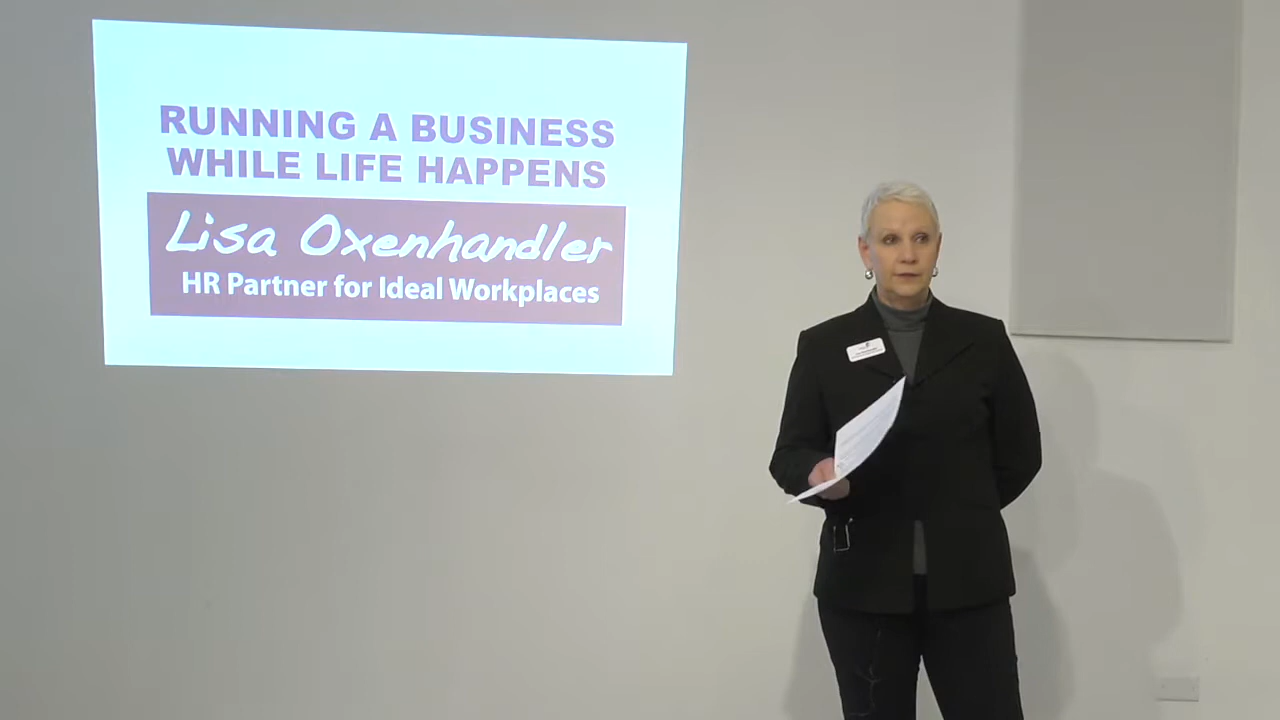 RUNNING A BUSINESS
WHILE LIFE HAPPENS
Lisa Oxenhandler
HR Partner for Ideal Workplaces